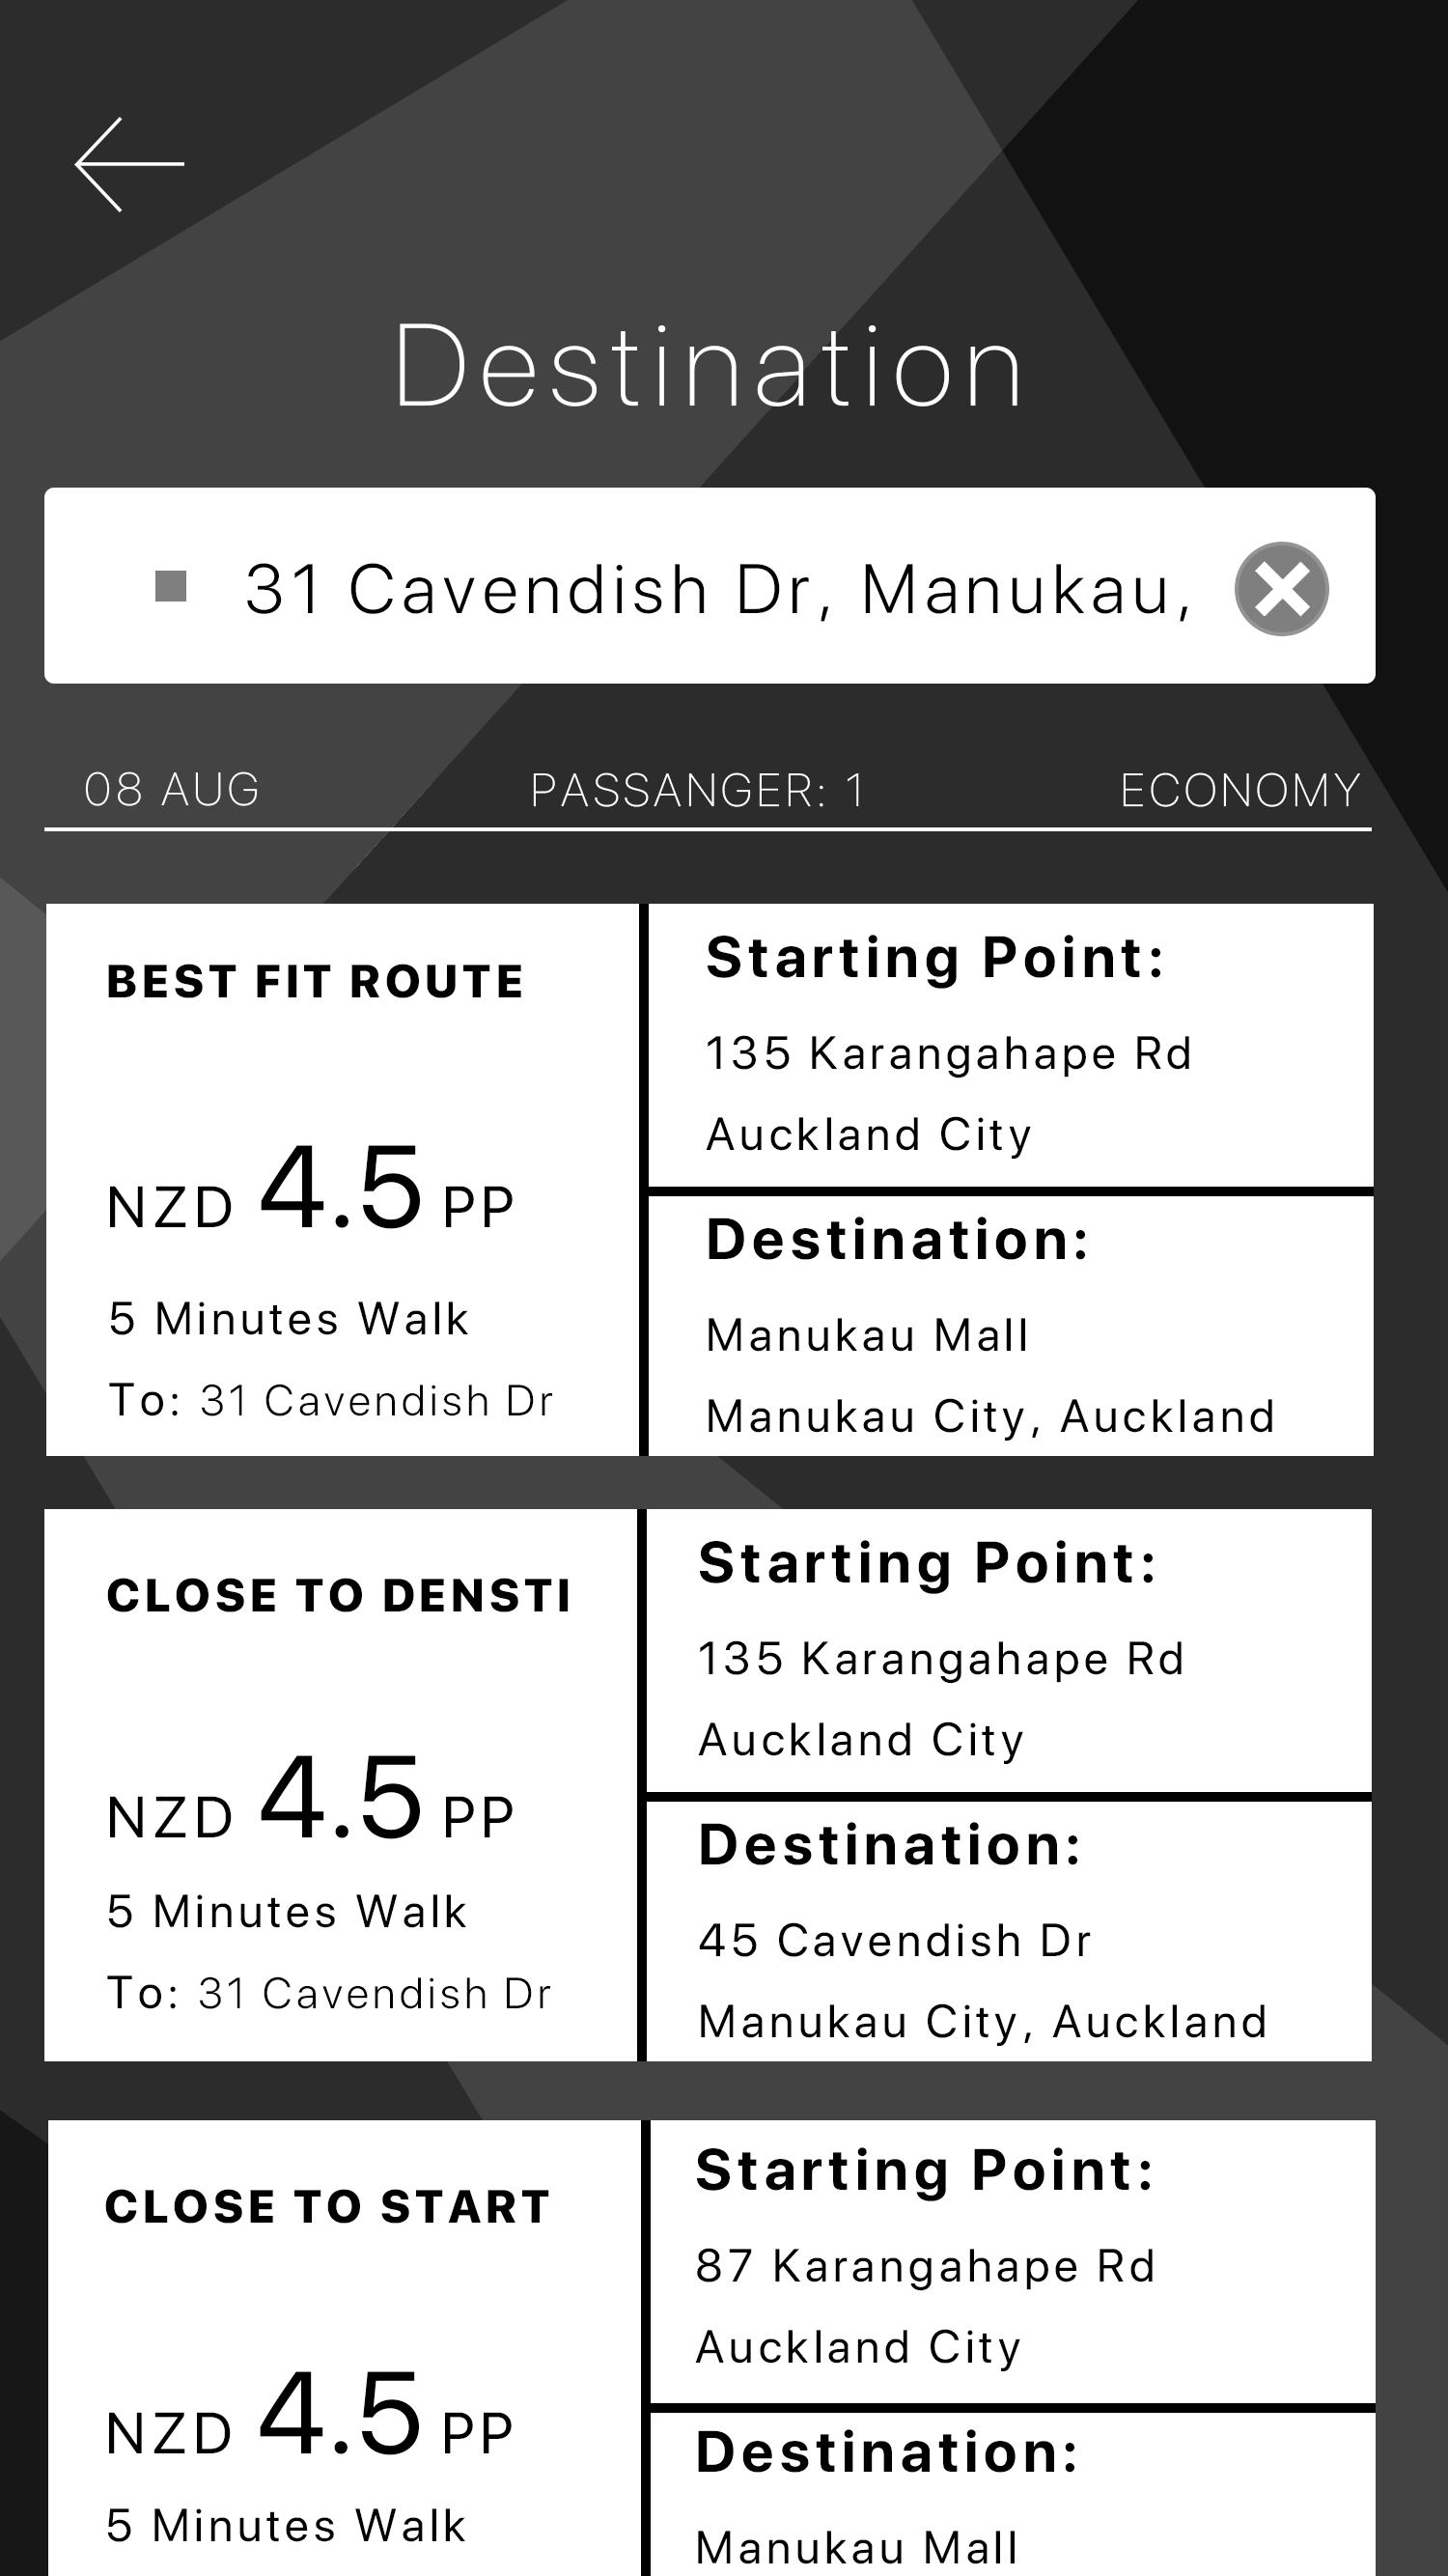 Destination
31 Cavendish Dr, Manukau,
08 AUG
PASSANGER: 1
ECONOMY
BEST FIT ROUTE
NZD 4.5 PP
5 Minutes Walk
To: 31 Cavendish Dr
Starting Point:
135 Karangahape Rd
Auckland City
Destination:
Manukau Mall
Manukau City, Auckland
CLOSE TO DENSTI
NZD 4.5 PP
5 Minutes Walk
To: 31 Cavendish Dr
Starting Point:
135 Karangahape Rd
Auckland City
Destination:
45 Cavendish Dr
Manukau City, Auckland
CLOSE TO START
NZD 4.5 PP
5 Minutes Walk
Starting Point:
87 Karangahape Rd
Auckland City
Destination:
Manukau Mall